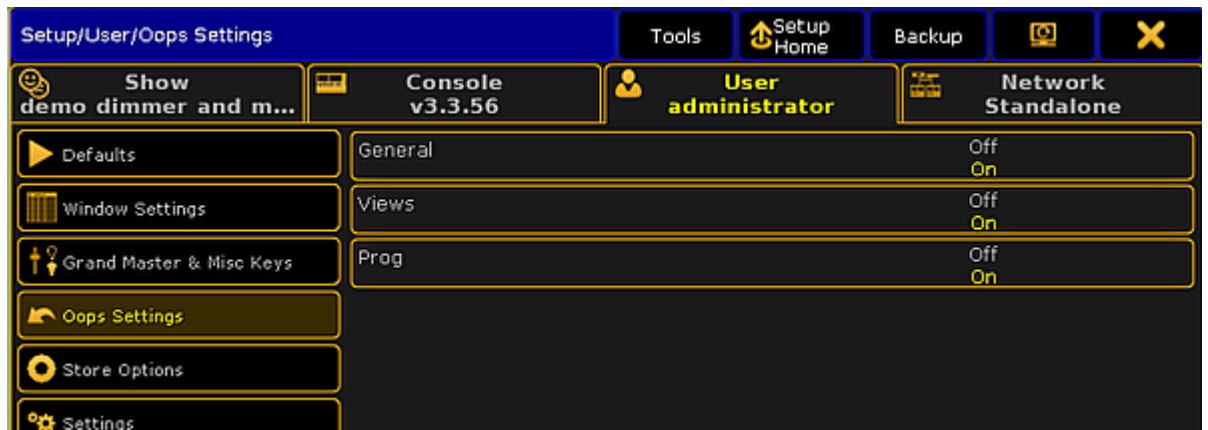 Setup/User/Oops Settings
Tools
Setup
Home
Backup
Show
demo dimmer and m...
Console
v3.3.56
User
administrator
Network
Standalone
Defaults
Window Settings
Grand Master & Misc Keys
Oops Settings
Store Options
Settings
General
Off
On
Views
Off
On
Prog
Off
On